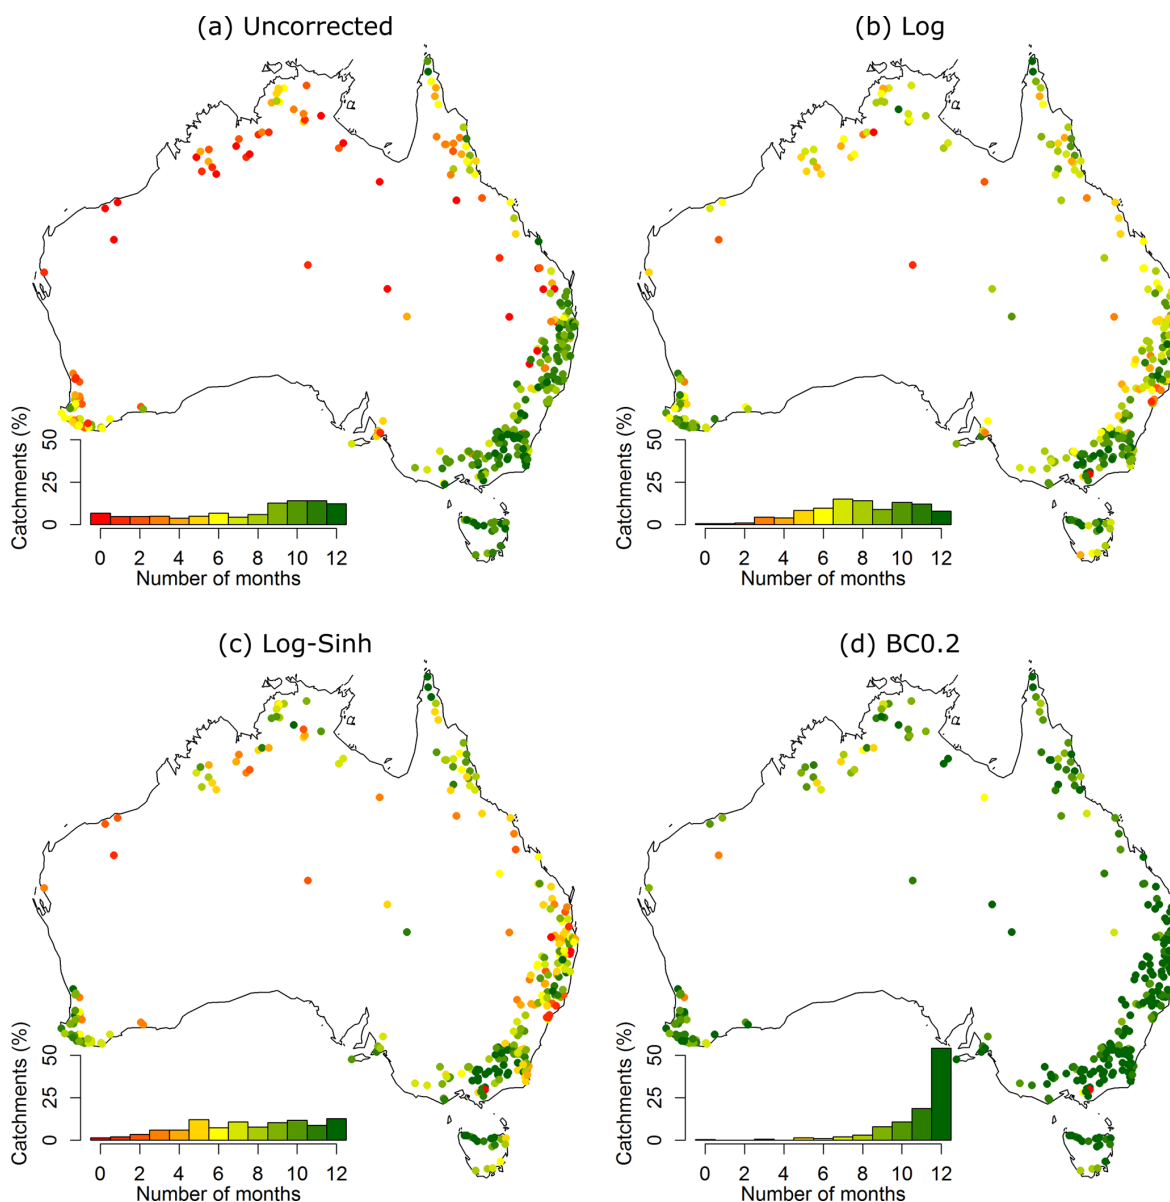 (a) Uncorrected
(b) Log
Catchments (%)
50
25
0
0 2 4 6 8 10 12
Number of months
Catchments (%)
50
25
0
0 2 4 6 8 10 12
Number of months
(c) Log-Sinh
(d) BC0.2
Catchments (%)
50
25
0
0 2 4 6 8 10 12
Number of months
Catchments (%)
50
25
0
0 2 4 6 8 10 12
Number of months